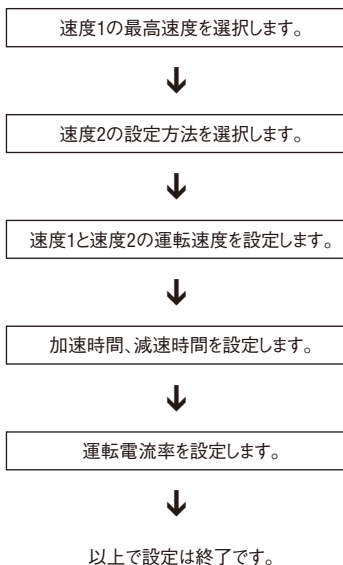 速度1の最高速度を選択します。
速度2の設定方法を選択します。
速度1と速度2の運転速度を設定します。
加速時間、減速時間を設定します。
運転電流率を設定します。
以上で設定は終了です。